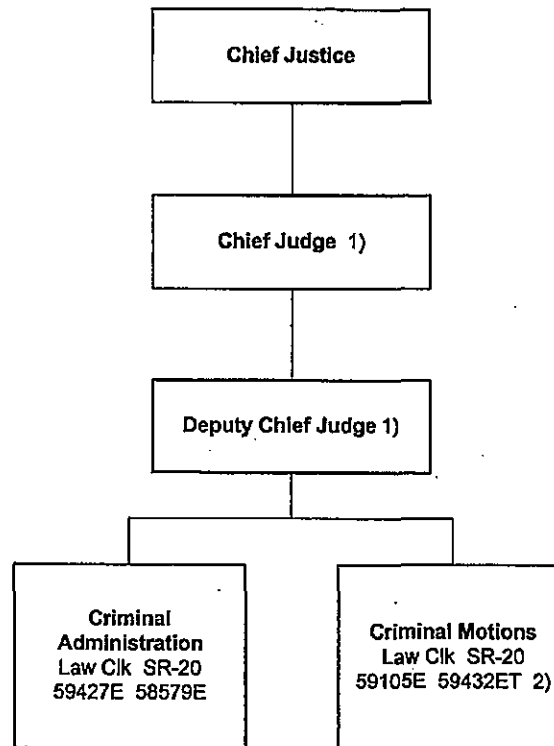 Chief Justice
Chief Judge 1)
Deputy Chief Judge 1)
Criminal
Administration
Law Clk SR-20
59427E 58579E
Criminal Motions
Law Clk SR-20
59105E 59432ET 2)